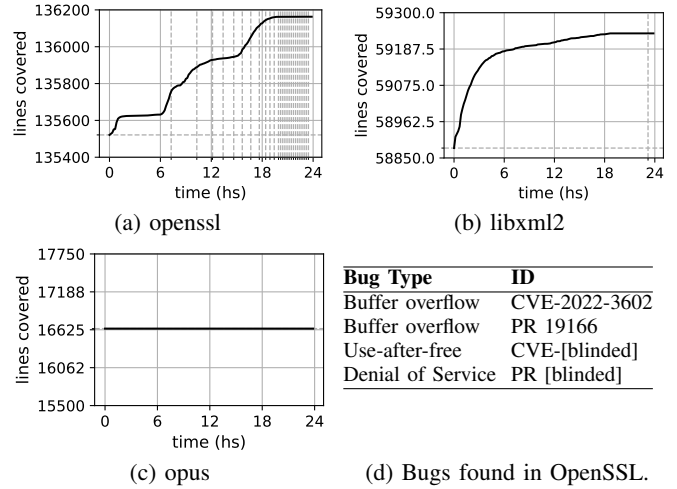 136200
136000
135800
135600
135400
lines covered
0 6 12 18 24
time (hs)
(a) openssl
59300.0
59187.5
59075.0
58962.5
58850.0
lines covered
0 6 12 18 24
time (hs)
(b) libxml2
17750
17188
16625
16062
15500
lines covered
0 6 12 18 24
time (hs)
(c) opus
Bug Type ID
Buffer overflow CVE-2022-3602
Buffer overflow PR 19166
Use-after-free CVE-[blinded]
Denial of Service PR [blinded]
(d) Bugs found in OpenSSL.